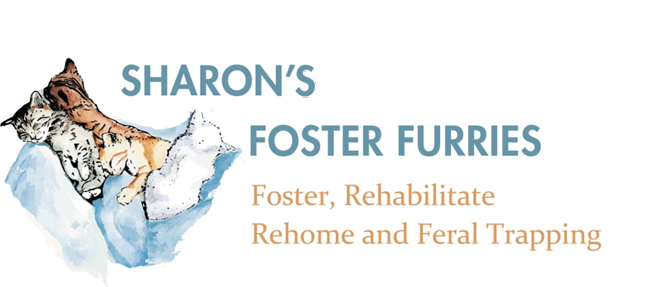 SHARON'S
FOSTER FURRIES
Foster, Rehabilitate
Rehome and Feral Trapping